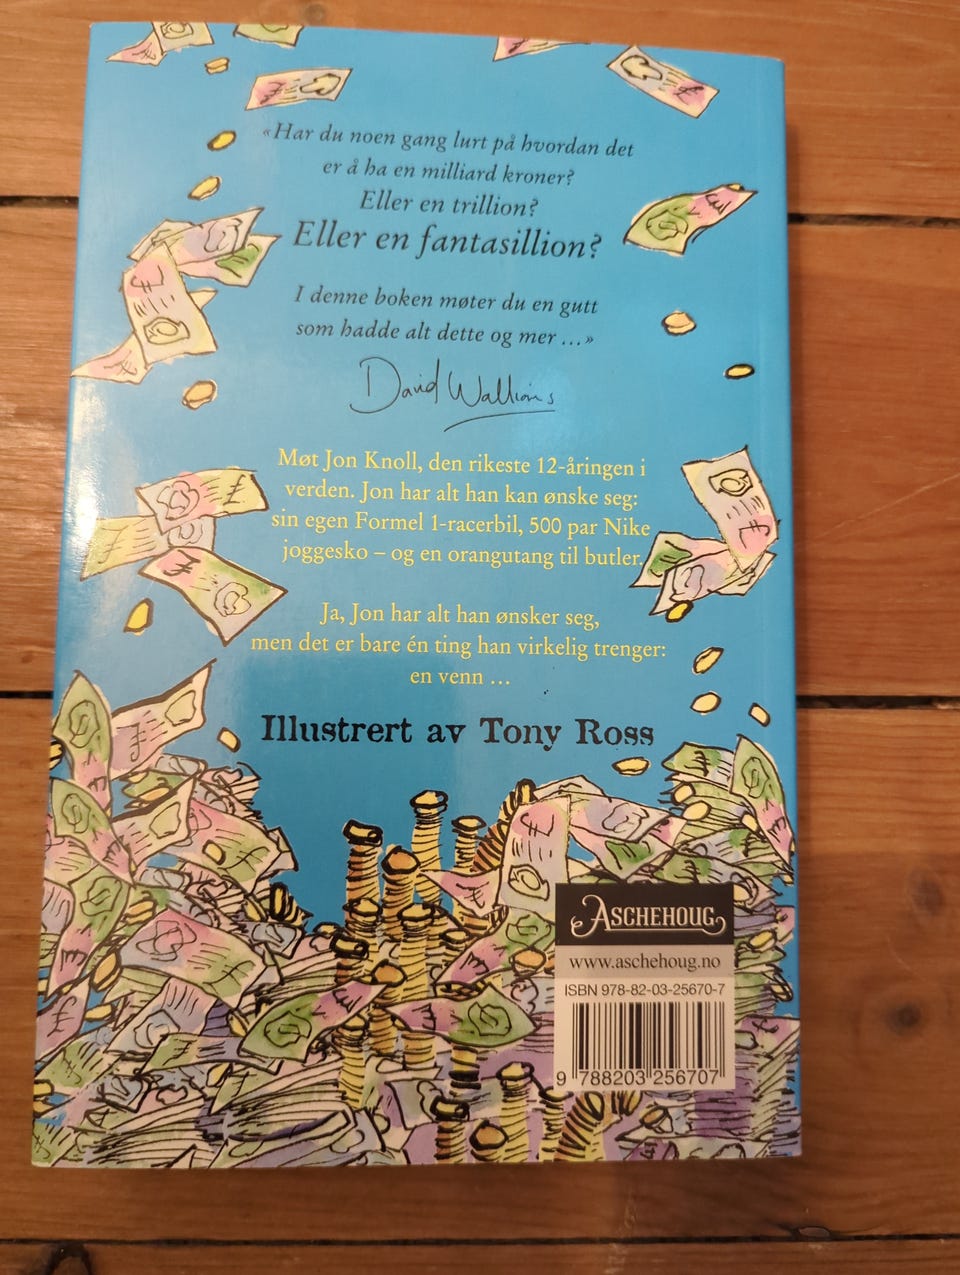 «Har du noen gang lurt på hvordan det
er å ha en milliard kroner?
Eller en trillion?
Eller en fantasillion?
I denne boken møter du en gutt
som hadde alt dette og mer ...»
David Walliams
Møt Jon Knoll, den rikeste 12-åringen i
verden. Jon har alt han kan ønske seg:
sin egen Formel 1-racerbil, 500 par Nike
joggesko – og en orangutang til butler.
Ja, Jon har alt han ønsker seg,
men det er bare én ting han virkelig trenger:
en venn ...
Illustrert av Tony Ross
ASCHEHOUG
www.aschehoug.no
ISBN 978-82-03-25670-7
9 788203 256707